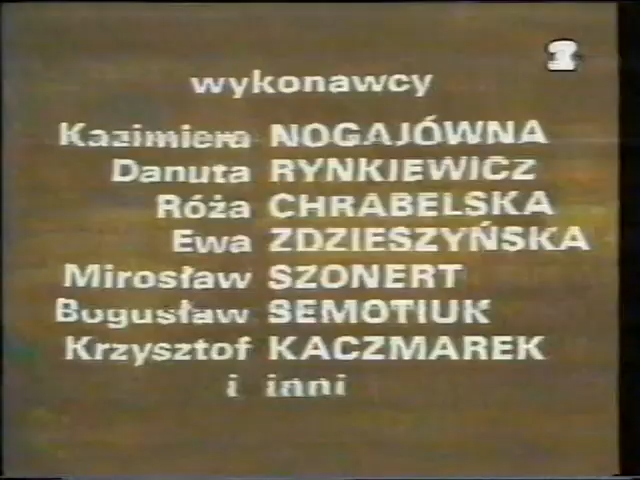 wykonawcy
Kazimiera NOGAJÓWNA
Danuta RYNKIEWICZ
Róża CHRABELSKA
Ewa ZDZIESZYŃSKA
Mirosław SZONERT
Bogusław SEMOTIUK
Krzysztof KACZMAREK
i inni